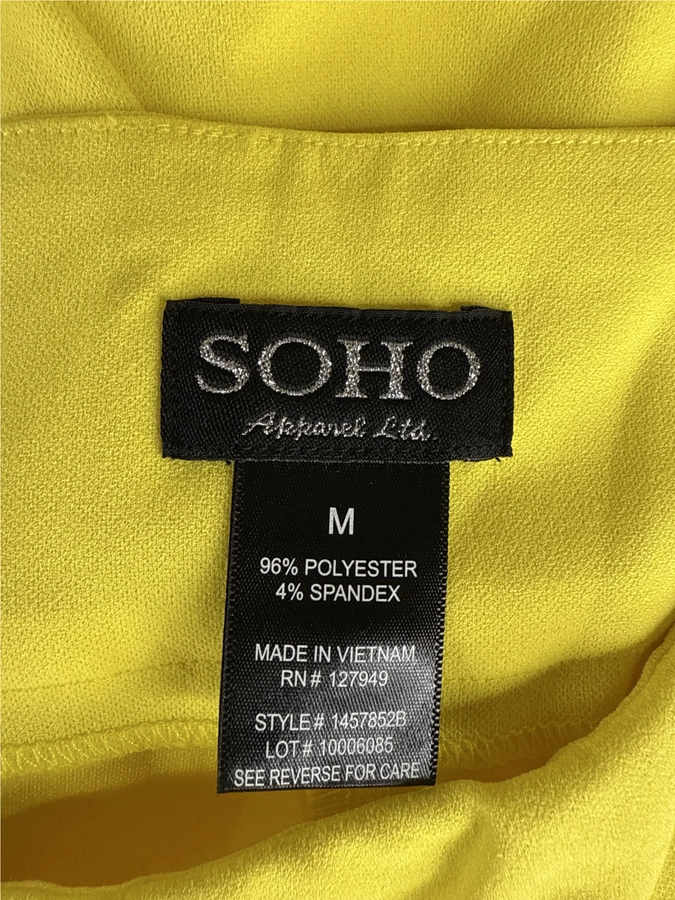 SOHO
Apparel Ltd.
M
96% POLYESTER
4% SPANDEX
MADE IN VIETNAM
RN# 127949
STYLE# 1457852B
LOT# 10006085
SEE REVERSE FOR CARE